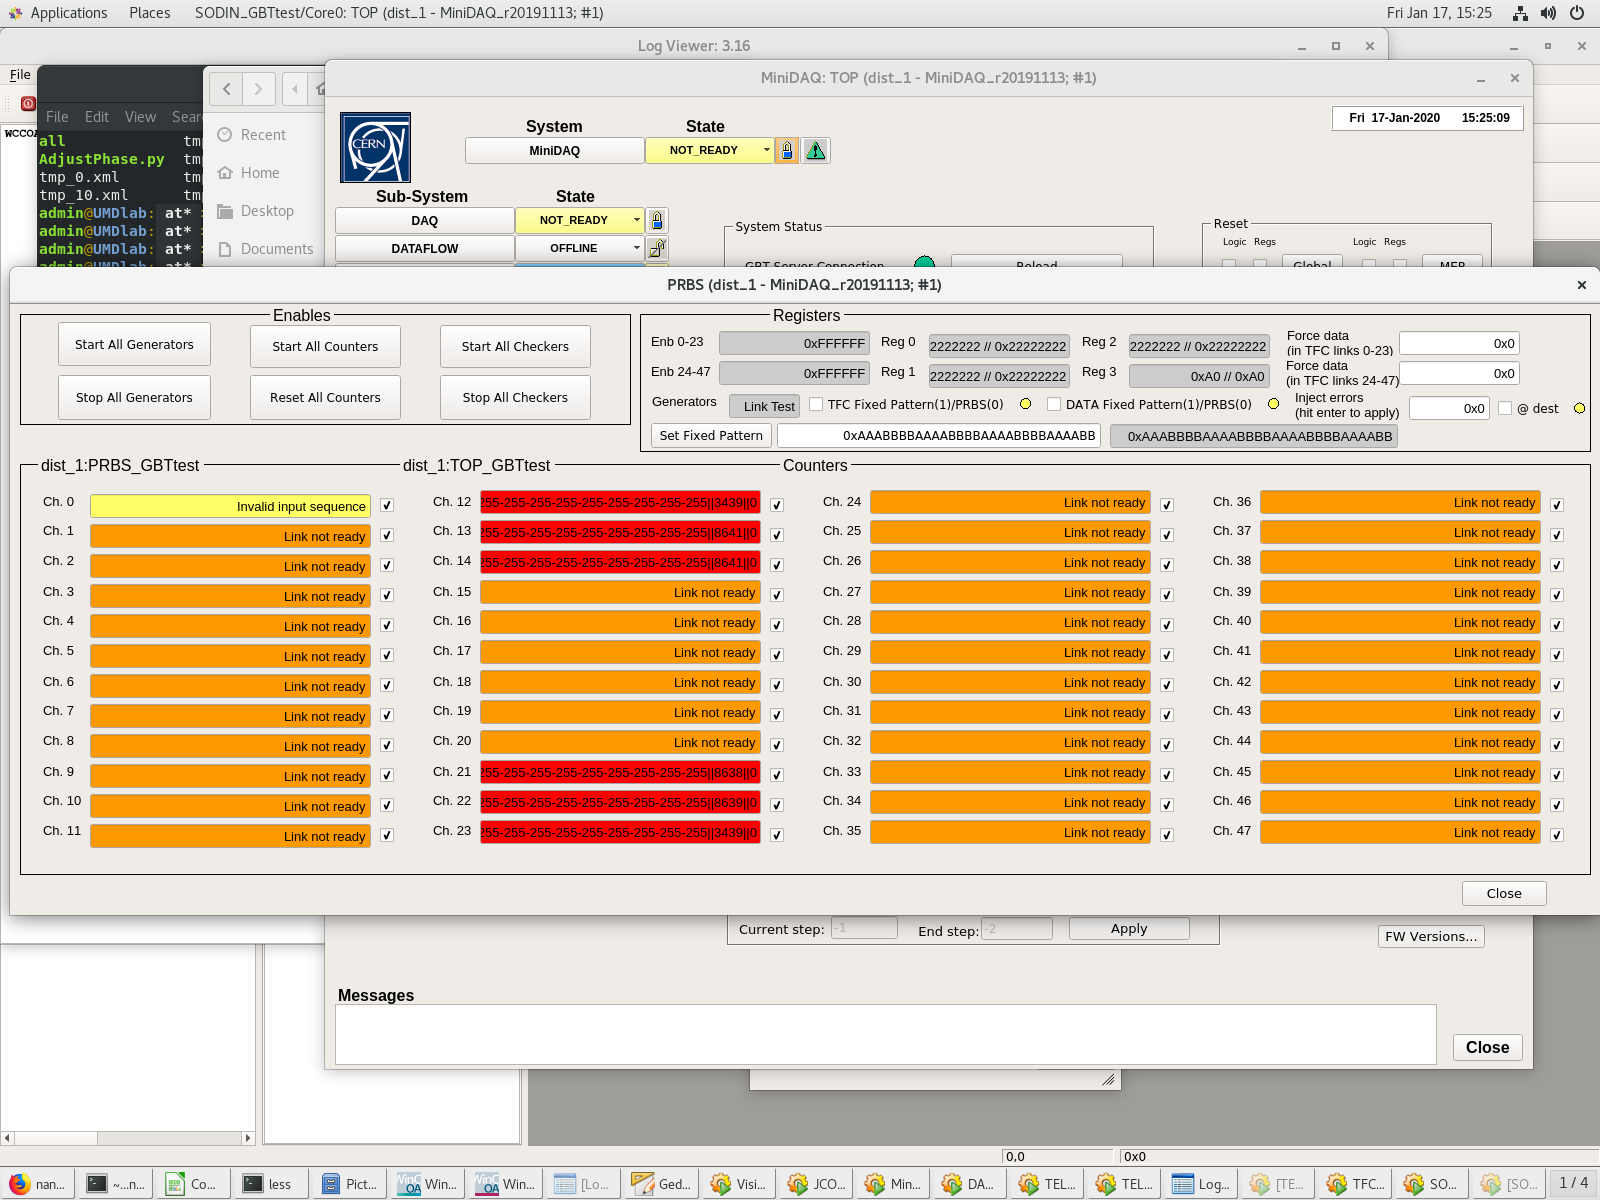 Applications Places SODIN_GBTtest/Core0: TOP (dist_1 - MiniDAQ_r20191113; #1) Fri Jan 17, 15:25
Log Viewer: 3.16
File
MiniDAQ: TOP (dist_1 - MiniDAQ_r20191113; #1)
File Edit View
all
AdjustPhase.py
tmp_0.xml
tmp_10.xml
admin@UMDlab: at*
admin@UMDlab: at*
admin@UMDlab: at*
Recent
Home
Desktop
Documents
CERN
Fri 17-Jan-2020 15:25:09
System State
MiniDAQ NOT_READY
Sub-System State
DAQ NOT_READY
DATAFLOW OFFLINE
System Status
GBT Server Connection Reload
Reset
Logic Regs Logic Regs
Global MEP
PRBS (dist_1 - MiniDAQ_r20191113; #1)
Enables
Start All Generators Start All Counters Start All Checkers
Stop All Generators Reset All Counters Stop All Checkers
Registers
Enb 0-23 0xFFFFFF Reg 0 2222222 // 0x22222222 Reg 2 2222222 // 0x22222222 Force data (in TFC links 0-23) 0x0
Enb 24-47 0xFFFFFF Reg 1 2222222 // 0x22222222 Reg 3 0xA0 // 0xA0 Force data (in TFC links 24-47) 0x0
Generators Link Test TFC Fixed Pattern(1)/PRBS(0) DATA Fixed Pattern(1)/PRBS(0) Inject errors (hit enter to apply) 0x0 @ dest
Set Fixed Pattern 0xAAABBBBAAAABBBBAAAABBBBAAAABB 0xAAABBBBAAAABBBBAAAABBBBAAAABB
dist_1:PRBS_GBTtest dist_1:TOP_GBTtest Counters
Ch. 0 Invalid input sequence Ch. 12 255-255-255-255-255-255-255-255-255||3439||0 Ch. 24 Link not ready Ch. 36 Link not ready
Ch. 1 Link not ready Ch. 13 255-255-255-255-255-255-255-255-255||8641||0 Ch. 25 Link not ready Ch. 37 Link not ready
Ch. 2 Link not ready Ch. 14 255-255-255-255-255-255-255-255-255||8641||0 Ch. 26 Link not ready Ch. 38 Link not ready
Ch. 3 Link not ready Ch. 15 Link not ready Ch. 27 Link not ready Ch. 39 Link not ready
Ch. 4 Link not ready Ch. 16 Link not ready Ch. 28 Link not ready Ch. 40 Link not ready
Ch. 5 Link not ready Ch. 17 Link not ready Ch. 29 Link not ready Ch. 41 Link not ready
Ch. 6 Link not ready Ch. 18 Link not ready Ch. 30 Link not ready Ch. 42 Link not ready
Ch. 7 Link not ready Ch. 19 Link not ready Ch. 31 Link not ready Ch. 43 Link not ready
Ch. 8 Link not ready Ch. 20 Link not ready Ch. 32 Link not ready Ch. 44 Link not ready
Ch. 9 Link not ready Ch. 21 255-255-255-255-255-255-255-255-255||8638||0 Ch. 33 Link not ready Ch. 45 Link not ready
Ch. 10 Link not ready Ch. 22 255-255-255-255-255-255-255-255-255||8639||0 Ch. 34 Link not ready Ch. 46 Link not ready
Ch. 11 Link not ready Ch. 23 255-255-255-255-255-255-255-255-255||3439||0 Ch. 35 Link not ready Ch. 47 Link not ready
Close
Current step: -1 End step: -2 Apply
FW Versions...
Messages
Close
0,0 0x0
nan... ~...n... Co... less Pict... Win... Win... [Lo... Ged... Visi... JCO... Min... DA... TEL... TEL... Log... [TE... TFC... SO... [SO... 1 / 4